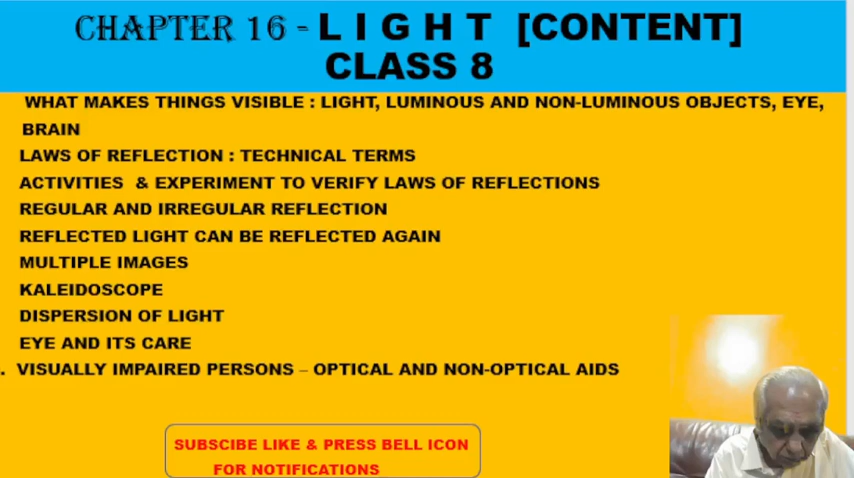 CHAPTER 16 - L I G H T [CONTENT]
CLASS 8
WHAT MAKES THINGS VISIBLE : LIGHT, LUMINOUS AND NON-LUMINOUS OBJECTS, EYE,
BRAIN
LAWS OF REFLECTION : TECHNICAL TERMS
ACTIVITIES & EXPERIMENT TO VERIFY LAWS OF REFLECTIONS
REGULAR AND IRREGULAR REFLECTION
REFLECTED LIGHT CAN BE REFLECTED AGAIN
MULTIPLE IMAGES
KALEIDOSCOPE
DISPERSION OF LIGHT
EYE AND ITS CARE
. VISUALLY IMPAIRED PERSONS – OPTICAL AND NON-OPTICAL AIDS
SUBSCIBE LIKE & PRESS BELL ICON
FOR NOTIFICATIONS